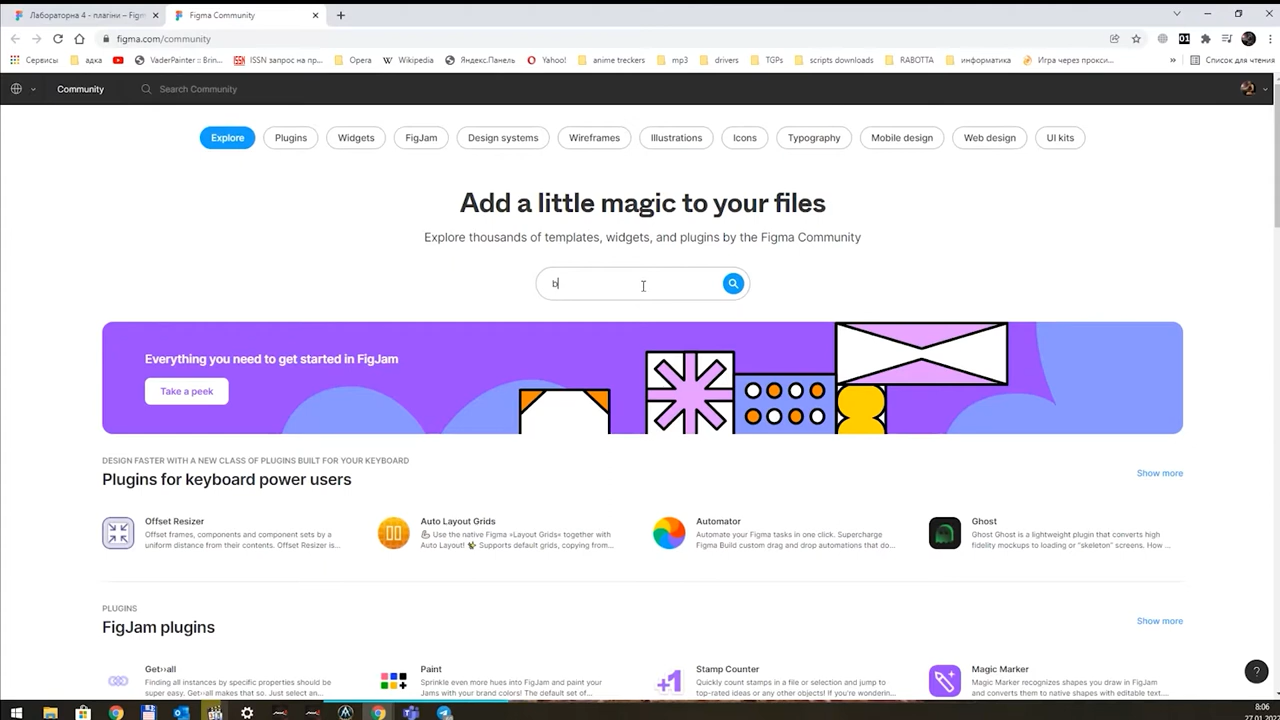 Лабораторна 4 - плагіни – Figm
Figma Community
figma.com/community
Сервисы
адка
VaderPainter :: Brin...
ISSN запрос на пр...
Opera
Wikipedia
Яндекс.Панель
Yahoo!
anime treckers
mp3
drivers
TGPs
scripts downloads
RABOTTA
информатика
Игра через прокси...
»
Список для чтения
Community
Search Community
Explore
Plugins
Widgets
FigJam
Design systems
Wireframes
Illustrations
Icons
Typography
Mobile design
Web design
UI kits
Add a little magic to your files
Explore thousands of templates, widgets, and plugins by the Figma Community
b
Everything you need to get started in FigJam
Take a peek
DESIGN FASTER WITH A NEW CLASS OF PLUGINS BUILT FOR YOUR KEYBOARD
Plugins for keyboard power users
Show more
Offset Resizer
Offset frames, components and component sets by a
uniform distance from their contents. Offset Resizer is...
Auto Layout Grids
💪 Use the native Figma »Layout Grids« together with
Auto Layout! 🌿 Supports default grids, copying from...
Automator
Automate your Figma tasks in one click. Supercharge
Figma Build custom drag and drop automations that do...
Ghost
Ghost Ghost is a lightweight plugin that converts high
fidelity mockups to loading or "skeleton" screens. How ...
PLUGINS
FigJam plugins
Show more
Get››all
Finding all instances by specific properties should be
super easy. Get››all makes that so. Just select an...
Paint
Sprinkle even more hues into FigJam and paint your
Jams with your brand colors! The default set of...
+1
Stamp Counter
Quickly count stamps in a file or selection and jump to
top-rated ideas or any other objects! If you're wonderin...
Magic Marker
Magic Marker recognizes shapes you draw in FigJam
and converts them to native shapes with editable text...
?
8:06